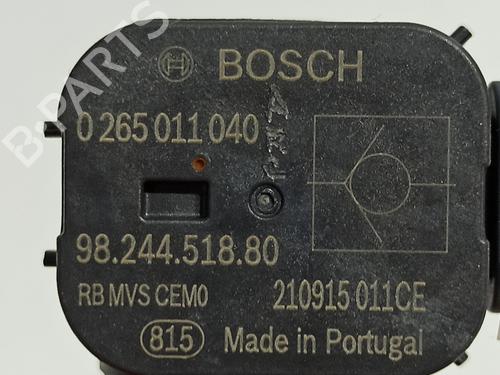 BOSCH
0 265 011 040
98.244.518.80
RB MVS CEM0 210915 011CE
815 Made in Portugal
B-PARTS